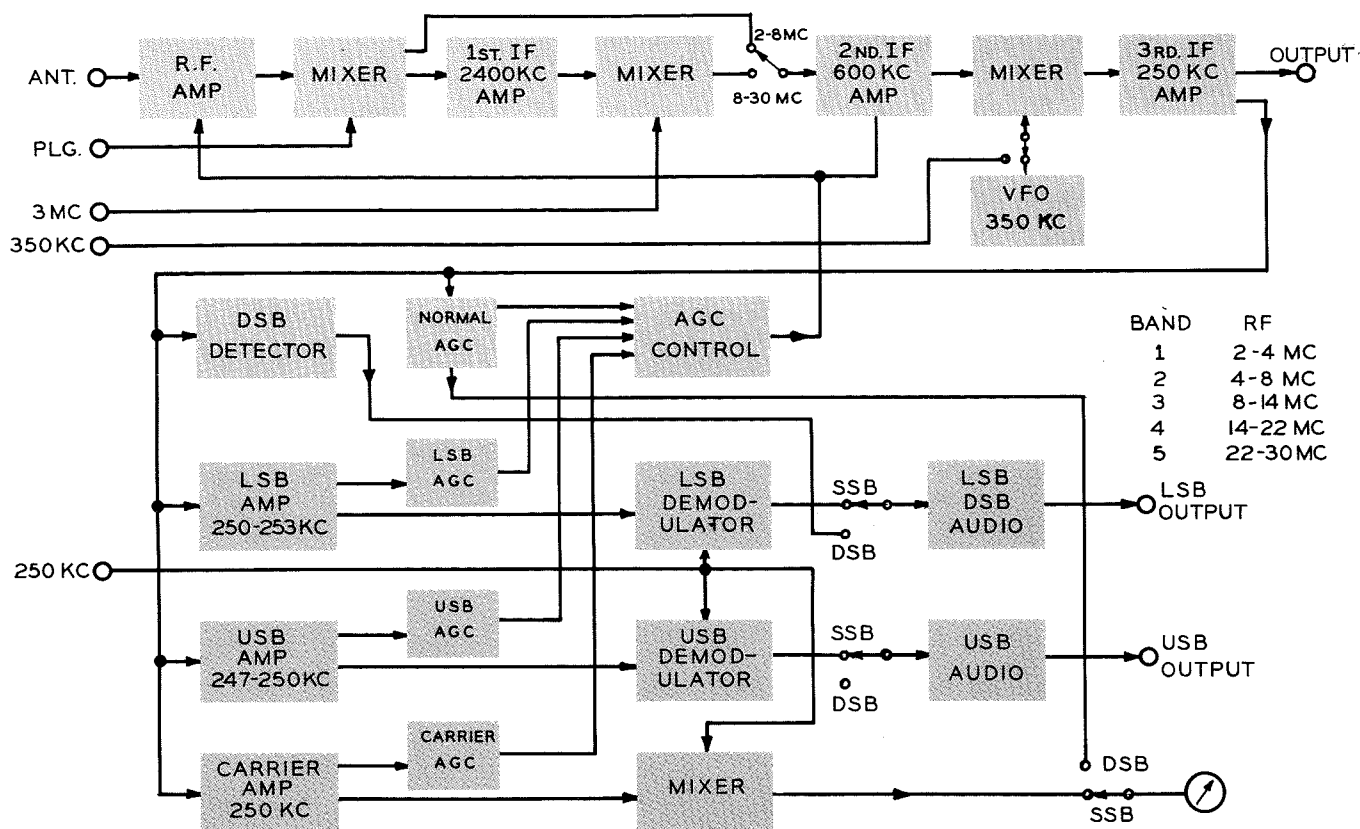 ANT.
R.F.
AMP
MIXER
1ST. IF
2400KC
AMP
MIXER
2-8MC
8-30 MC
2ND. IF
600 KC
AMP
MIXER
3RD. IF
250 KC
AMP
OUTPUT
PLG.
3 MC
350 KC
VFO
350 KC
DSB
DETECTOR
NORMAL
AGC
AGC
CONTROL
BAND RF
1 2-4 MC
2 4-8 MC
3 8-14 MC
4 14-22 MC
5 22-30 MC
LSB
AMP
250-253KC
LSB
AGC
LSB
DEMOD-
ULATOR
SSB
DSB
LSB
DSB
AUDIO
LSB
OUTPUT
250 KC
USB
AMP
247-250KC
USB
AGC
USB
DEMOD-
ULATOR
SSB
DSB
USB
AUDIO
USB
OUTPUT
CARRIER
AMP
250 KC
CARRIER
AGC
MIXER
DSB
SSB